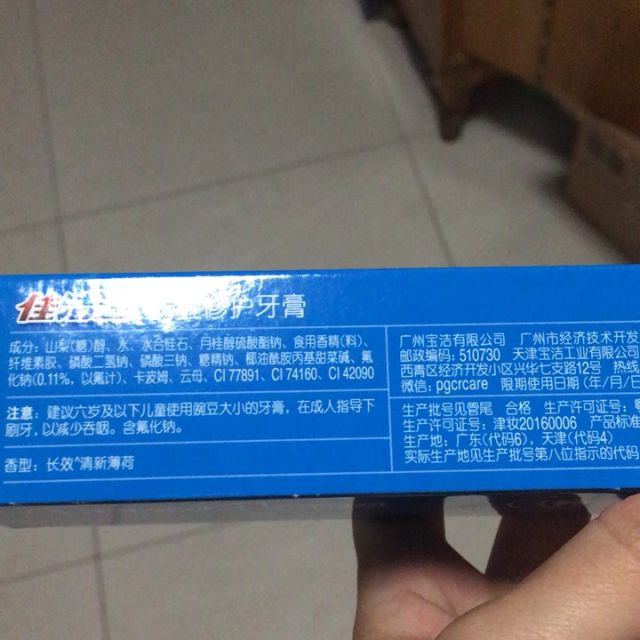 佳洁士 修护牙膏
成分：山梨(糖)醇、水、水合硅石、月桂醇硫酸酯钠、食用香精(料)、
纤维素胶、磷酸二氢钠、磷酸三钠、糖精钠、椰油酰胺丙基甜菜碱、氟
化钠(0.11%，以氟计)、卡波姆、云母、CI 77891、CI 74160、CI 42090
注意：建议六岁及以下儿童使用豌豆大小的牙膏，在成人指导下
刷牙，以减少吞咽。含氟化钠。
香型：长效^清新薄荷
广州宝洁有限公司 广州市经济技术开发
邮政编码：510730 天津宝洁工业有限公司
西青区经济开发小区兴华七支路12号 热线
微信：pgcrcare 限期使用日期（年/月/日
生产批号见管尾 合格 生产许可证号：
生产许可证号：津妆20160006 产品标准
生产地：广东(代码6)，天津(代码4)
实际生产地见生产批号第八位指示的代码